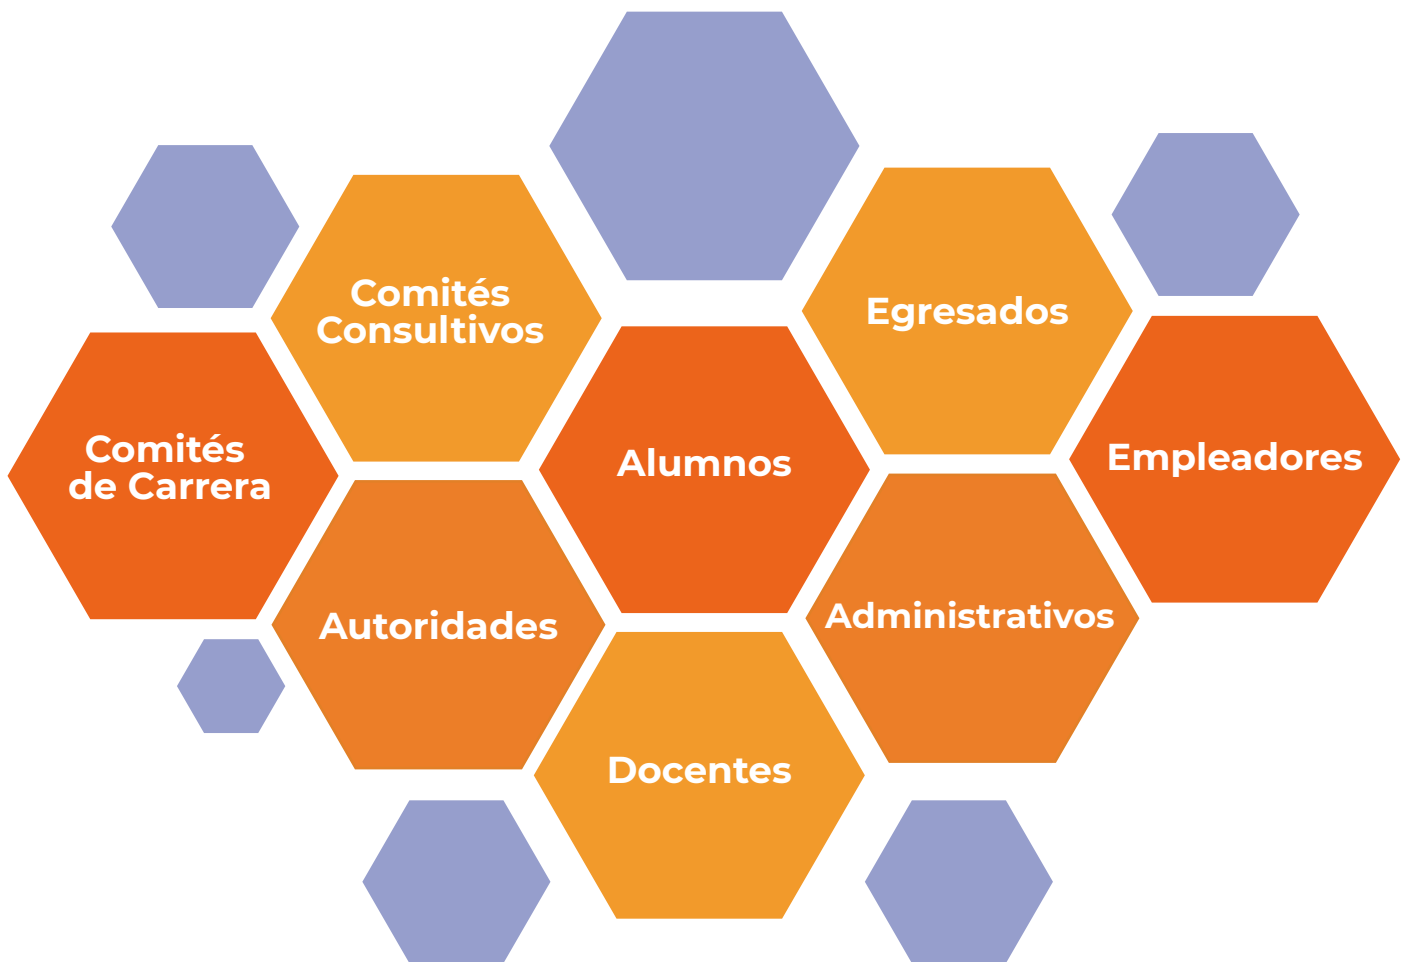 Comités
Consultivos
Egresados
Comités
de Carrera
Alumnos
Empleadores
Autoridades
Administrativos
Docentes